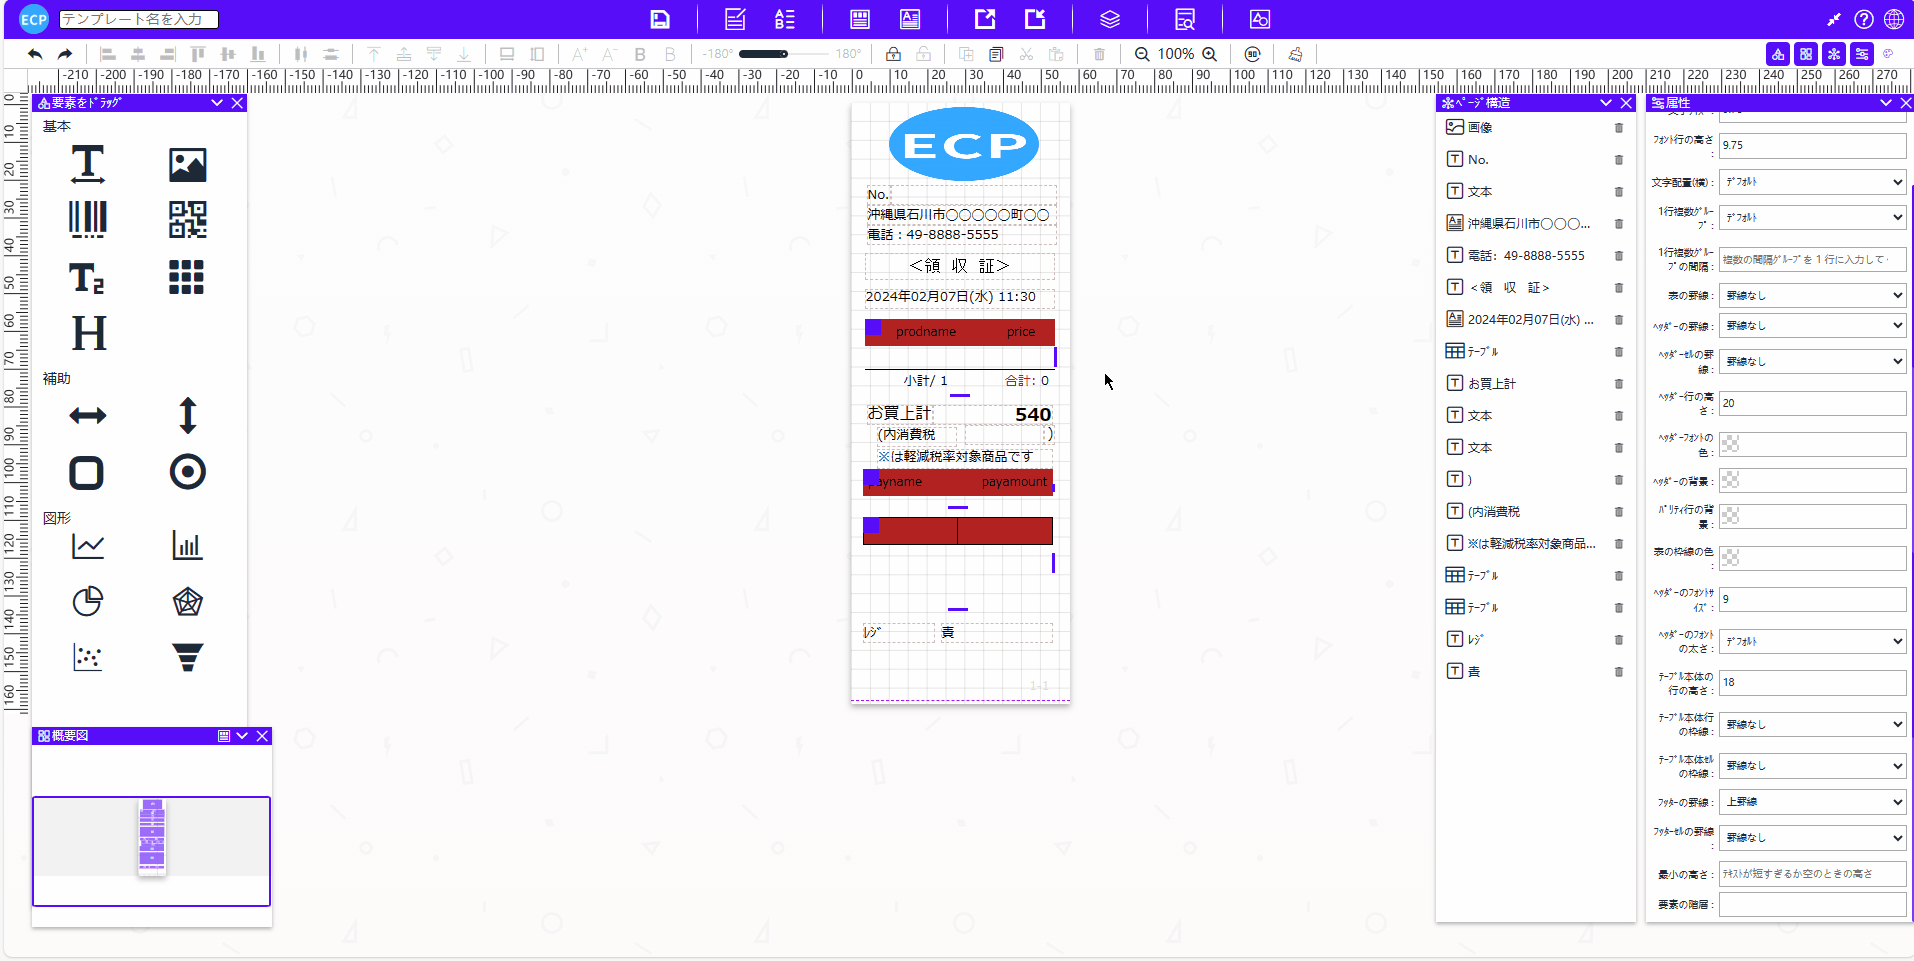 ECP テンプレート名を入力
-180° 180° 100% 90°
-210 -200 -190 -180 -170 -160 -150 -140 -130 -120 -110 -100 -90 -80 -70 -60 -50 -40 -30 -20 -10 0 10 20 30 40 50 60 70 80 90 100 110 120 130 140 150 160 170 180 190 200 210 220 230 240 250 260 270
0 10 20 30 40 50 60 70 80 90 100 110 120 130 140 150 160
要素をﾄﾞﾗｯｸﾞ
基本
補助
図形
概要図
ECP
No.
沖縄県石川市〇〇〇〇〇町〇〇
電話：49-8888-5555
＜領 収 証＞
2024年02月07日(水) 11:30
prodname price
小計/ 1 合計: 0
お買上計 540
(内消費税 )
※は軽減税率対象商品です
payname payamount
ﾚｼﾞ 責
1-1
ﾍﾟｰｼﾞ構造
画像
No.
文本
沖縄県石川市〇〇〇...
電話：49-8888-5555
＜領 収 証＞
2024年02月07日(水) ...
ﾃｰﾌﾞﾙ
お買上計
文本
文本
)
(内消費税
※は軽減税率対象商品...
ﾃｰﾌﾞﾙ
ﾃｰﾌﾞﾙ
ﾚｼﾞ
責
属性
ﾌｫﾝﾄ行の高さ: 9.75
文字配置(横): ﾃﾞﾌｫﾙﾄ
1行複数ｸﾞﾙｰﾌﾟ: ﾃﾞﾌｫﾙﾄ
1行複数ｸﾞﾙｰﾌﾟの間隔: 複数の間隔ｸﾞﾙｰﾌﾟを 1 行に入力して
表の罫線: 罫線なし
ﾍｯﾀﾞｰの罫線: 罫線なし
ﾍｯﾀﾞｰｾﾙの罫線: 罫線なし
ﾍｯﾀﾞｰ行の高さ: 20
ﾍｯﾀﾞｰﾌｫﾝﾄの色:
ﾍｯﾀﾞｰの背景:
ﾊﾟﾘﾃｨ行の背景:
表の枠線の色:
ﾍｯﾀﾞｰのﾌｫﾝﾄｻｲｽﾞ: 9
ﾍｯﾀﾞｰのﾌｫﾝﾄの太さ: ﾃﾞﾌｫﾙﾄ
ﾃｰﾌﾞﾙ本体の行の高さ: 18
ﾃｰﾌﾞﾙ本体行の枠線: 罫線なし
ﾃｰﾌﾞﾙ本体ｾﾙの枠線: 罫線なし
ﾌｯﾀｰの罫線: 上罫線
ﾌｯﾀｰｾﾙの罫線: 罫線なし
最小の高さ: ﾃｷｽﾄが短すぎるか空のときの高さ
要素の階層: